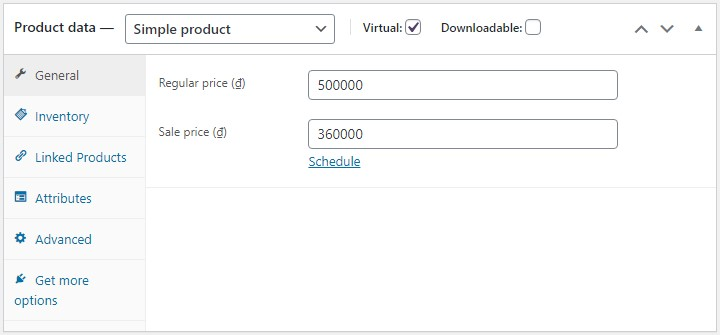 Product data — Simple product Virtual: Downloadable:
General
Regular price (₫) 500000
Inventory
Sale price (₫) 360000
Linked Products
Schedule
Attributes
Advanced
Get more
options